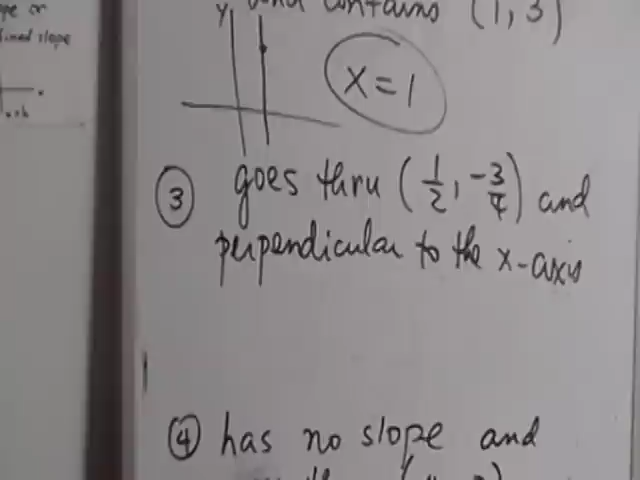 and contains (1, 3)
y
x = 1
③ goes thru (1/2, -3/4) and
perpendicular to the x-axis
④ has no slope and